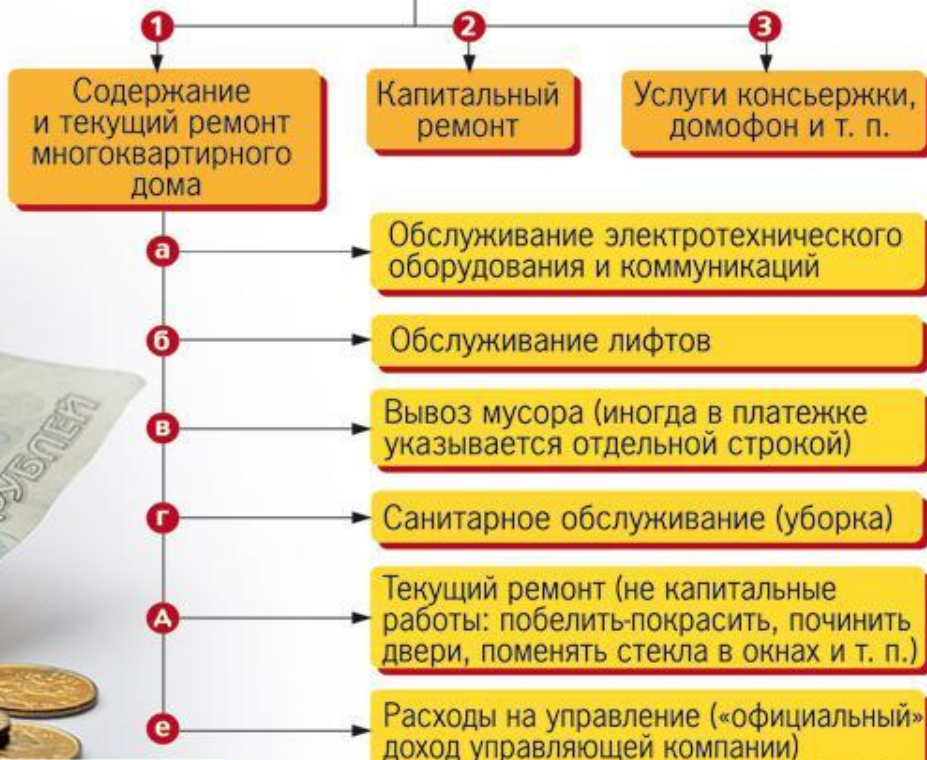 1
2
3
Содержание
и текущий ремонт
многоквартирного
дома
Капитальный
ремонт
Услуги консьержки,
домофон и т. п.
а
Обслуживание электротехнического
оборудования и коммуникаций
б
Обслуживание лифтов
в
Вывоз мусора (иногда в платежке
указывается отдельной строкой)
г
Санитарное обслуживание (уборка)
д
Текущий ремонт (не капитальные
работы: побелить-покрасить, починить
двери, поменять стекла в окнах и т. п.)
е
Расходы на управление («официальный»
доход управляющей компании)
РУБЛЕЙ